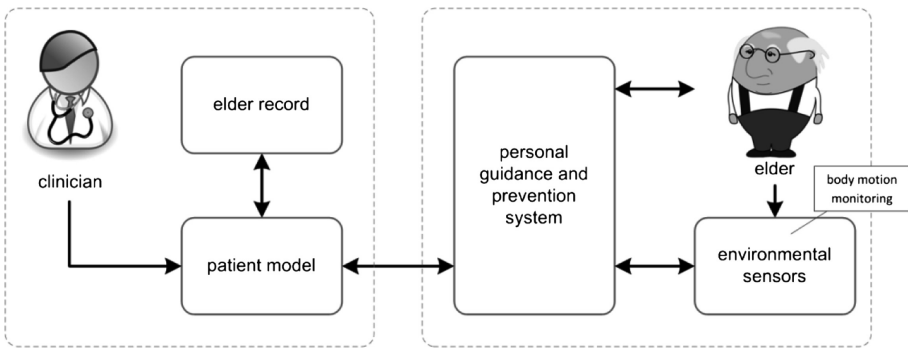 clinician
elder record
patient model
personal
guidance and
prevention
system
elder
body motion
monitoring
environmental
sensors